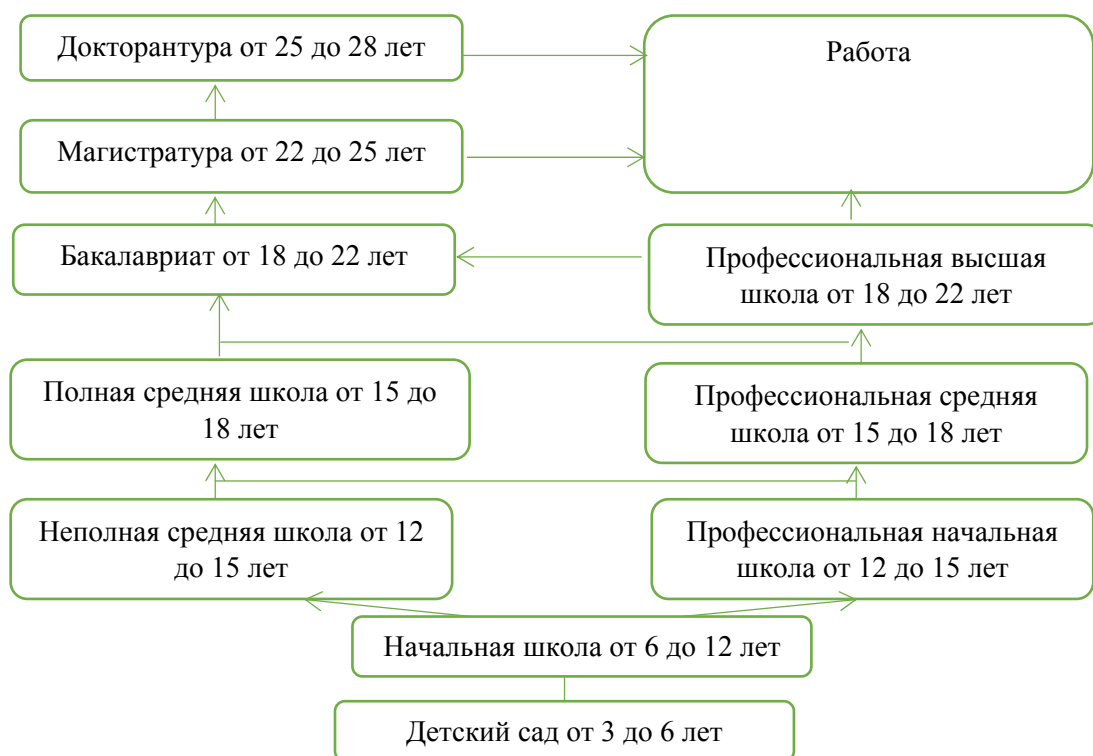 Докторантура от 25 до 28 лет
Работа
Магистратура от 22 до 25 лет
Бакалавриат от 18 до 22 лет
Профессиональная высшая
школа от 18 до 22 лет
Полная средняя школа от 15 до
18 лет
Профессиональная средняя
школа от 15 до 18 лет
Неполная средняя школа от 12
до 15 лет
Профессиональная начальная
школа от 12 до 15 лет
Начальная школа от 6 до 12 лет
Детский сад от 3 до 6 лет